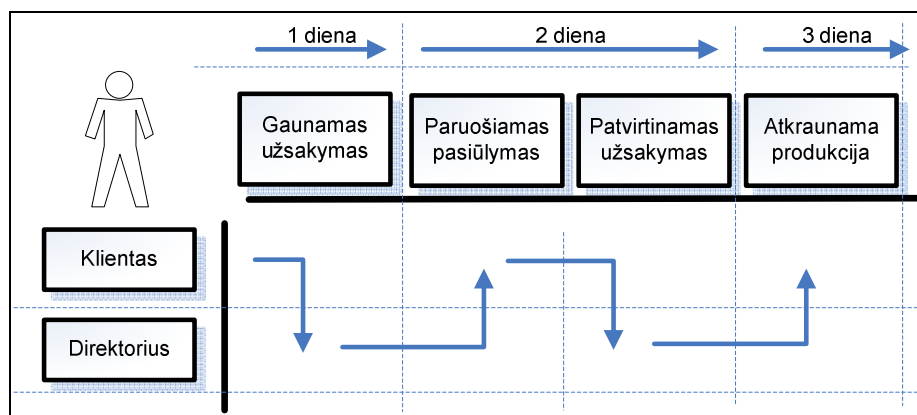 1 diena
2 diena
3 diena
Gaunamas
užsakymas
Paruošiamas
pasiūlymas
Patvirtinamas
užsakymas
Atkraunama
produkcija
Klientas
Direktorius